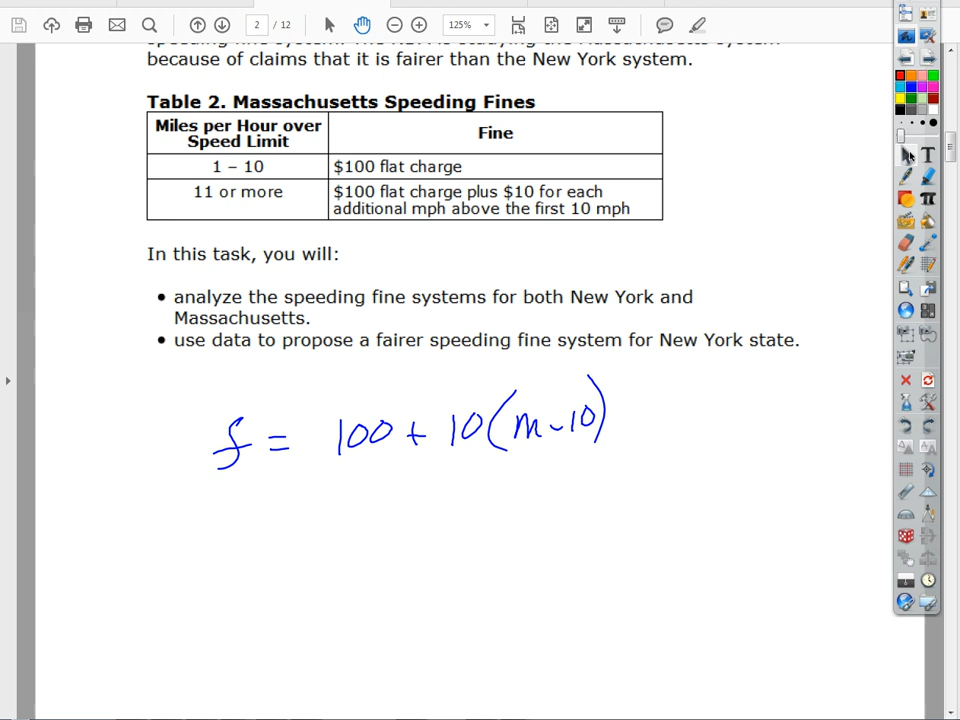 2 / 12
125%
because of claims that it is fairer than the New York system.
Table 2. Massachusetts Speeding Fines
Miles per Hour over Speed Limit
Fine
1 – 10
$100 flat charge
11 or more
$100 flat charge plus $10 for each
additional mph above the first 10 mph
In this task, you will:
• analyze the speeding fine systems for both New York and
Massachusetts.
• use data to propose a fairer speeding fine system for New York state.
f = 100 + 10(m-10)
T